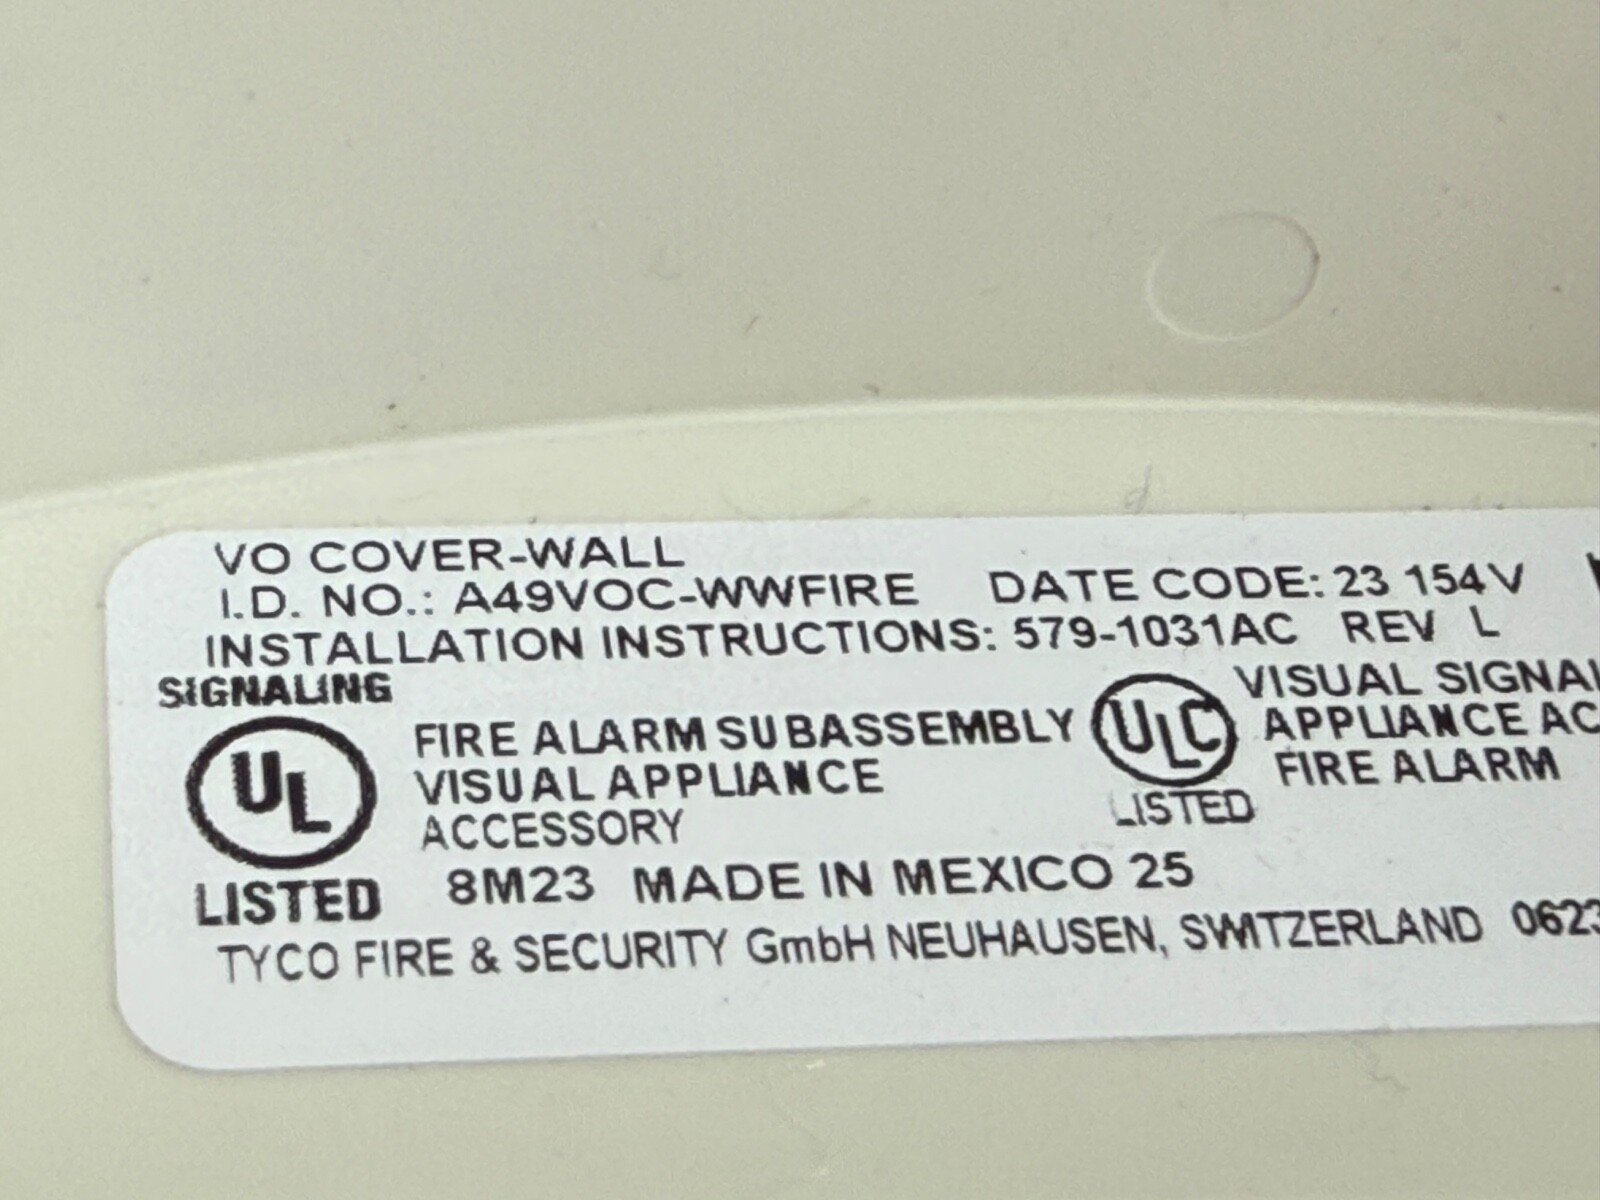 VO COVER-WALL
I.D. NO.: A49VOC-WWFIRE DATE CODE: 23 154V
INSTALLATION INSTRUCTIONS: 579-1031AC REV L
SIGNALING
UL
LISTED
FIRE ALARM SUBASSEMBLY
VISUAL APPLIANCE
ACCESSORY
ULC
LISTED
VISUAL
APPLIANCE
FIRE ALARM
8M23 MADE IN MEXICO 25
TYCO FIRE & SECURITY GmbH NEUHAUSEN, SWITZERLAND